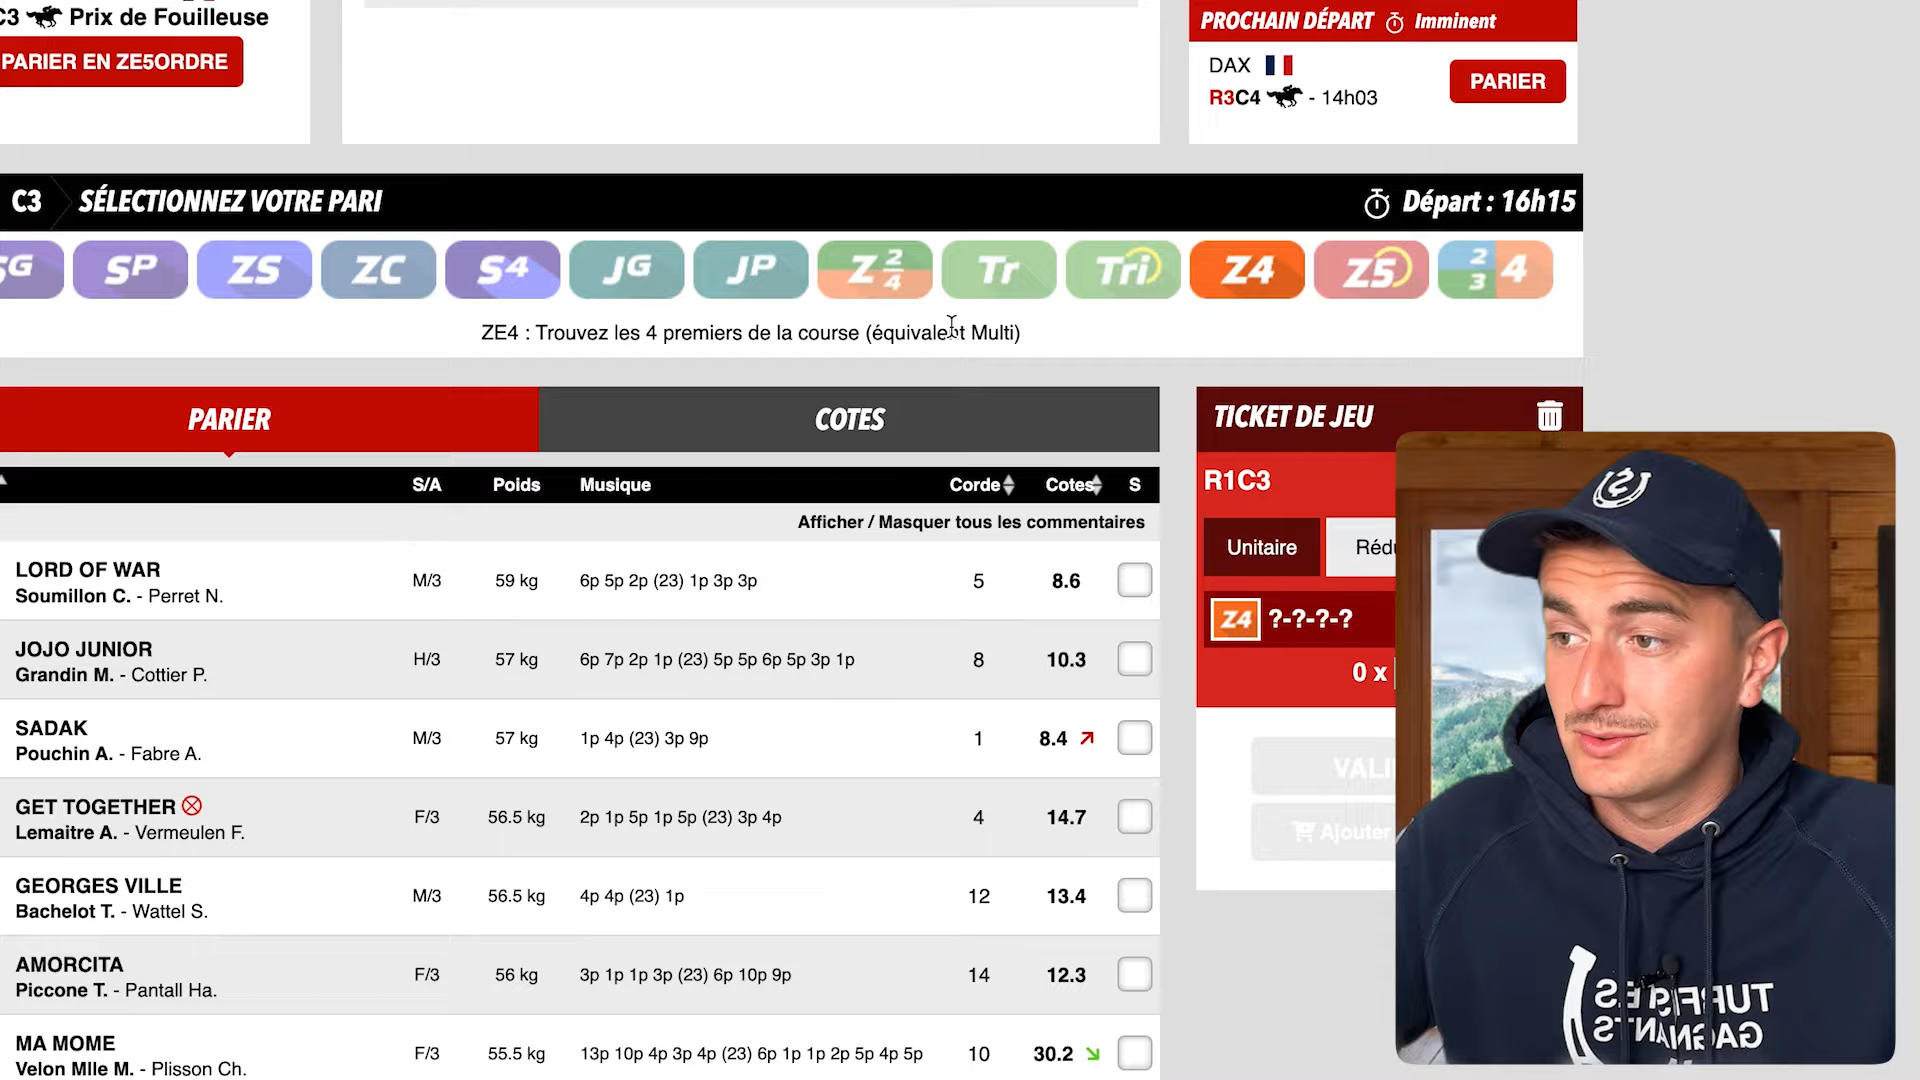 C3 Prix de Fouilleuse
PARIER EN ZE5ORDRE
PROCHAIN DÉPART Imminent
DAX
R3C4 - 14h03
PARIER
C3 SÉLECTIONNEZ VOTRE PARI
Départ : 16h15
SG SP ZS ZC S4 JG JP Z 2/4 Tr Tri Z4 Z5 2/3 4
ZE4 : Trouvez les 4 premiers de la course (équivalent Multi)
PARIER COTES
S/A Poids Musique Corde Cotes S
Afficher / Masquer tous les commentaires
LORD OF WAR
Soumillon C. - Perret N.
M/3 59 kg 6p 5p 2p (23) 1p 3p 3p 5 8.6
JOJO JUNIOR
Grandin M. - Cottier P.
H/3 57 kg 6p 7p 2p 1p (23) 5p 5p 6p 5p 3p 1p 8 10.3
SADAK
Pouchin A. - Fabre A.
M/3 57 kg 1p 4p (23) 3p 9p 1 8.4
GET TOGETHER
Lemaitre A. - Vermeulen F.
F/3 56.5 kg 2p 1p 5p 1p 5p (23) 3p 4p 4 14.7
GEORGES VILLE
Bachelot T. - Wattel S.
M/3 56.5 kg 4p 4p (23) 1p 12 13.4
AMORCITA
Piccone T. - Pantall Ha.
F/3 56 kg 3p 1p 1p 3p (23) 6p 10p 9p 14 12.3
MA MOME
Velon Mlle M. - Plisson Ch.
F/3 55.5 kg 13p 10p 4p 3p 4p (23) 6p 1p 1p 2p 5p 4p 5p 10 30.2
TICKET DE JEU
R1C3
Unitaire Rédu
Z4 ?-?-?-?
0 x
VALI
Ajouter
TURFISTES
GAGNANTS